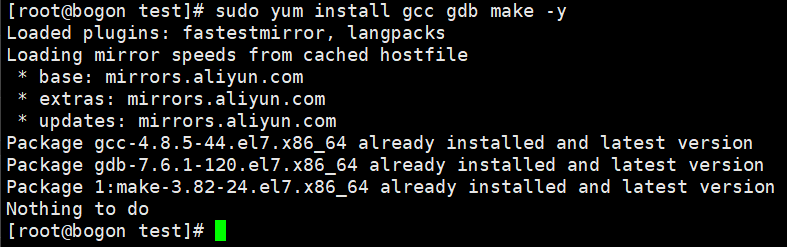 [root@bogon test]# sudo yum install gcc gdb make -y
Loaded plugins: fastestmirror, langpacks
Loading mirror speeds from cached hostfile
 * base: mirrors.aliyun.com
 * extras: mirrors.aliyun.com
 * updates: mirrors.aliyun.com
Package gcc-4.8.5-44.el7.x86_64 already installed and latest version
Package gdb-7.6.1-120.el7.x86_64 already installed and latest version
Package 1:make-3.82-24.el7.x86_64 already installed and latest version
Nothing to do
[root@bogon test]#